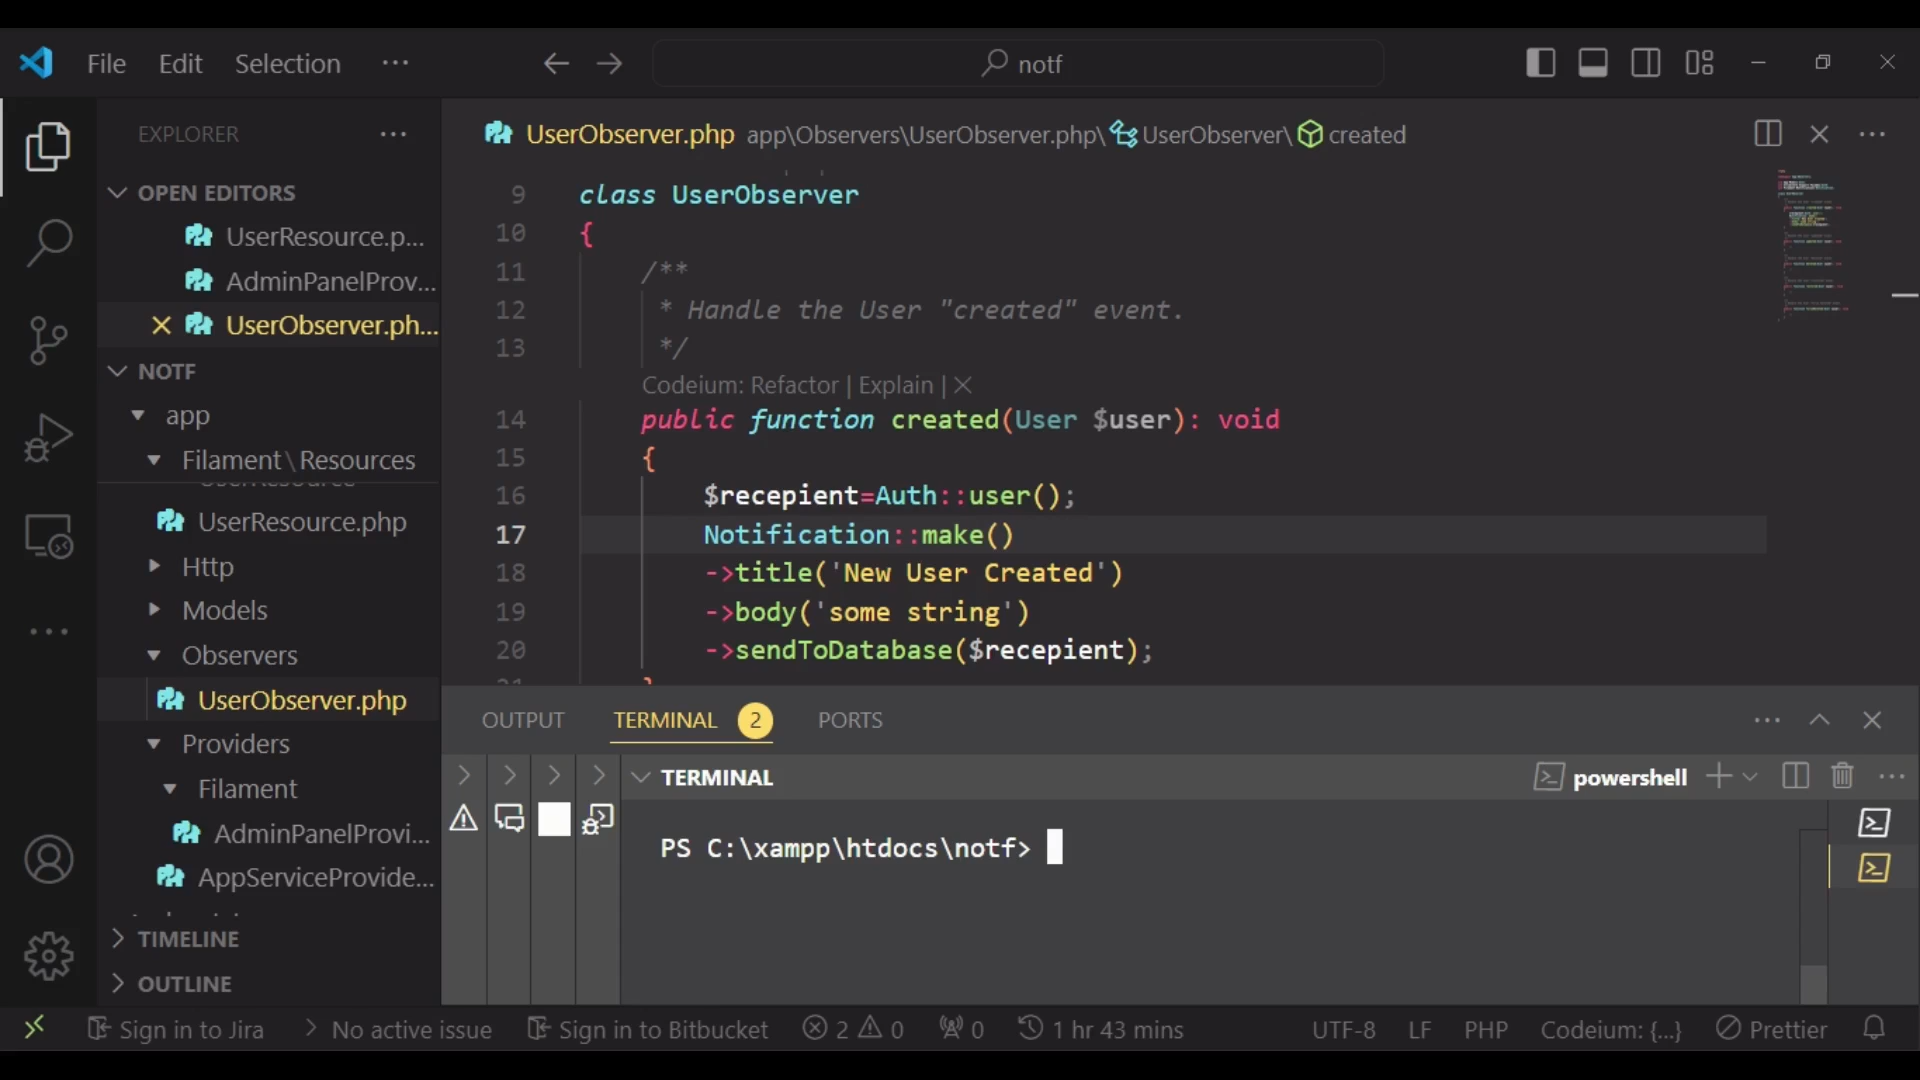 File Edit Selection ··· notf
EXPLORER ···
OPEN EDITORS
UserResource.p...
AdminPanelProv...
UserObserver.ph...
NOTF
app
Filament\Resources
UserResource
UserResource.php
Http
Models
Observers
UserObserver.php
Providers
Filament
AdminPanelProvi...
AppServiceProvide...
TIMELINE
OUTLINE
UserObserver.php app\Observers\UserObserver.php\UserObserver\created
9 class UserObserver
10 {
11 /**
12 * Handle the User "created" event.
13 */
Codeium: Refactor | Explain | ×
14 public function created(User $user): void
15 {
16 $recepient=Auth::user();
17 Notification::make()
18 ->title('New User Created')
19 ->body('some string')
20 ->sendToDatabase($recepient);
21 }
OUTPUT TERMINAL 2 PORTS
TERMINAL powershell
PS C:\xampp\htdocs\notf>
Sign in to Jira No active issue Sign in to Bitbucket 2 0 0 1 hr 43 mins UTF-8 LF PHP Codeium: {...} Prettier